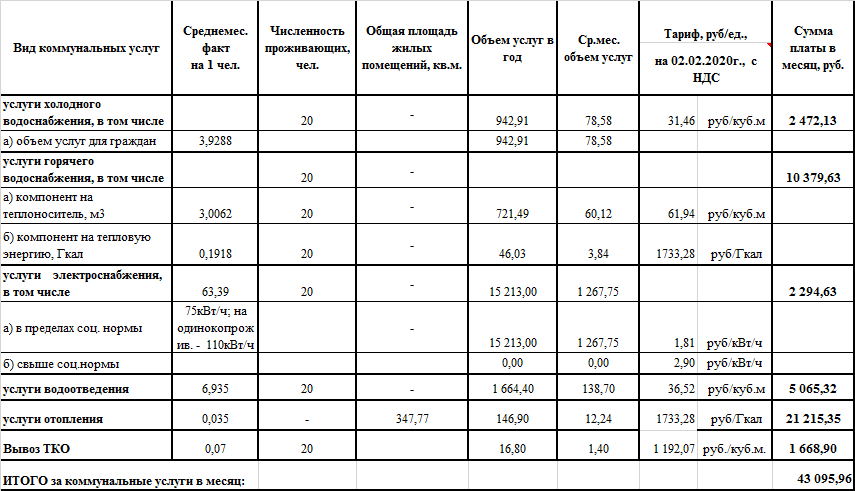 Вид коммунальных услуг
Среднемес.
факт
на 1 чел.
Численность
проживающих,
чел.
Общая площадь
жилых
помещений, кв.м.
Объем услуг в
год
Ср.мес.
объем услуг
Тариф, руб/ед.,
на 02.02.2020г., с
НДС
Сумма
платы в
месяц, руб.
услуги холодного
водоснабжения, в том числе 20 - 942,91 78,58 31,46 руб/куб.м 2 472,13
а) объем услуг для граждан 3,9288 942,91 78,58
услуги горячего
водоснабжения, в том числе 20 - 10 379,63
а) компонент на
теплоноситель, м3 3,0062 20 - 721,49 60,12 61,94 руб/куб.м
б) компонент на тепловую
энергию, Гкал 0,1918 20 - 46,03 3,84 1733,28 руб/Гкал
услуги электроснабжения,
в том числе 63,39 20 - 15 213,00 1 267,75 2 294,63
а) в пределах соц. нормы
75кВт/ч; на
одинокопрож
ив. - 110кВт/ч
- 15 213,00 1 267,75 1,81 руб/кВт/ч
б) свыше соц.нормы 0,00 0,00 2,90 руб/кВт/ч
услуги водоотведения 6,935 20 - 1 664,40 138,70 36,52 руб/куб.м 5 065,32
услуги отопления 0,035 - 347,77 146,90 12,24 1733,28 руб/Гкал 21 215,35
Вывоз ТКО 0,07 20 16,80 1,40 1 192,07 руб./куб.м. 1 668,90
ИТОГО за коммунальные услуги в месяц: 43 095,96